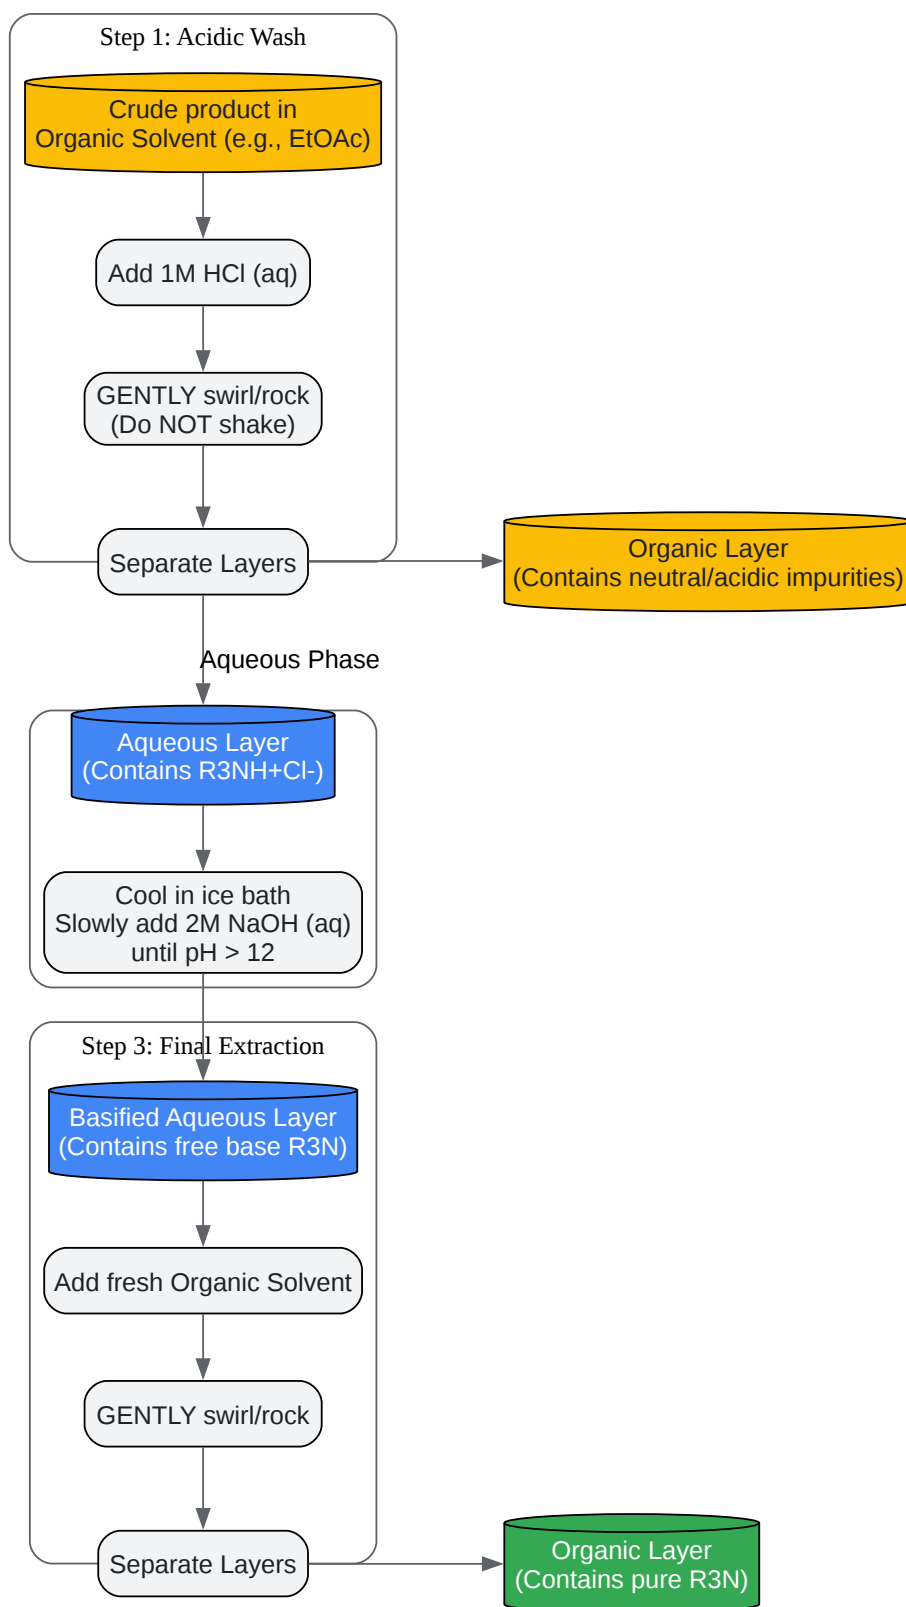 Step 1: Acidic Wash
Crude product in
Organic Solvent (e.g., EtOAc)
Add 1M HCl (aq)
GENTLY swirl/rock
(Do NOT shake)
Separate Layers
Organic Layer
(Contains neutral/acidic impurities)
Aqueous Phase
Aqueous Layer
(Contains R3NH+Cl-)
Cool in ice bath
Slowly add 2M NaOH (aq)
until pH > 12
Step 3: Final Extraction
Basified Aqueous Layer
(Contains free base R3N)
Add fresh Organic Solvent
GENTLY swirl/rock
Separate Layers
Organic Layer
(Contains pure R3N)